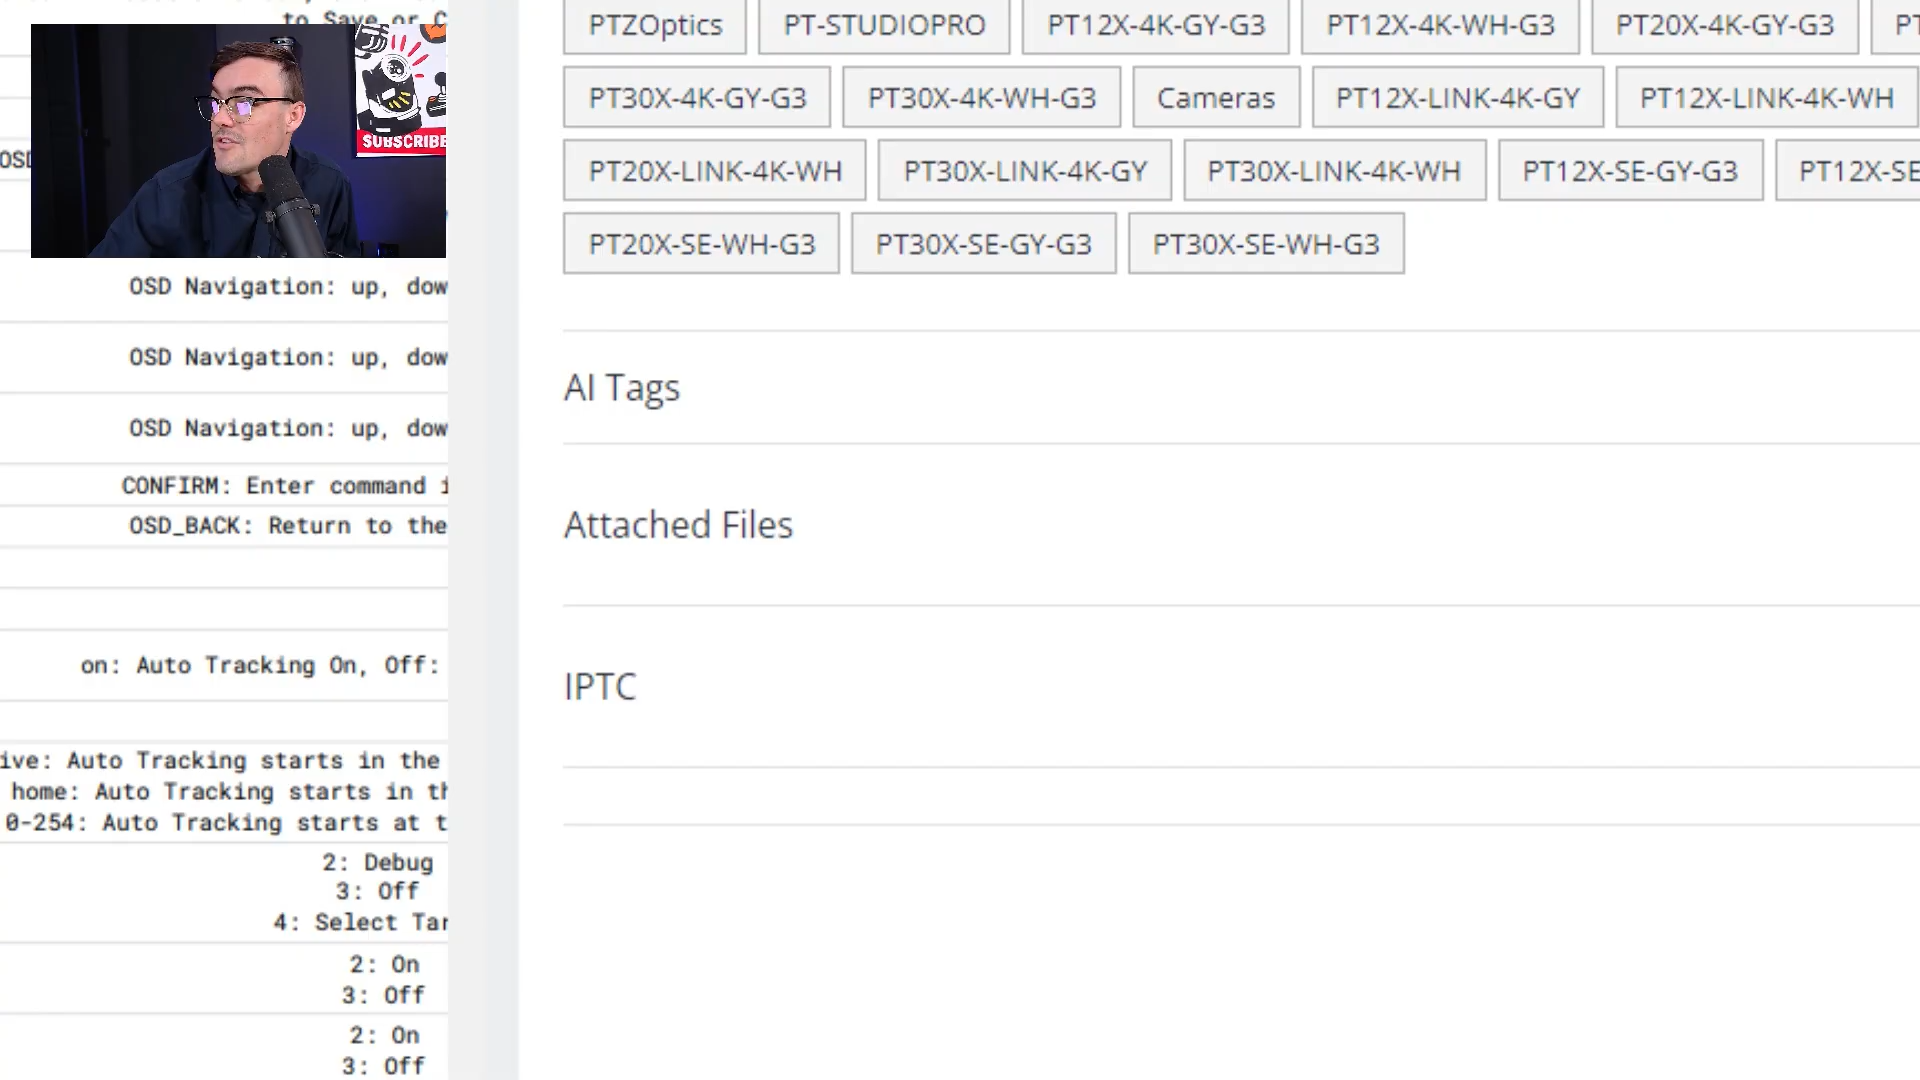 to Save or C
SUBSCRIBE
OSD
OSD Navigation: up, dow
OSD Navigation: up, dow
OSD Navigation: up, dow
CONFIRM: Enter command i
OSD_BACK: Return to the
on: Auto Tracking On, Off:
ive: Auto Tracking starts in the
home: Auto Tracking starts in th
0-254: Auto Tracking starts at t
2: Debug
3: Off
4: Select Tar
2: On
3: Off
2: On
3: Off
PTZOptics PT-STUDIOPRO PT12X-4K-GY-G3 PT12X-4K-WH-G3 PT20X-4K-GY-G3
PT30X-4K-GY-G3 PT30X-4K-WH-G3 Cameras PT12X-LINK-4K-GY PT12X-LINK-4K-WH
PT20X-LINK-4K-WH PT30X-LINK-4K-GY PT30X-LINK-4K-WH PT12X-SE-GY-G3 PT12X-SE
PT20X-SE-WH-G3 PT30X-SE-GY-G3 PT30X-SE-WH-G3
AI Tags
Attached Files
IPTC